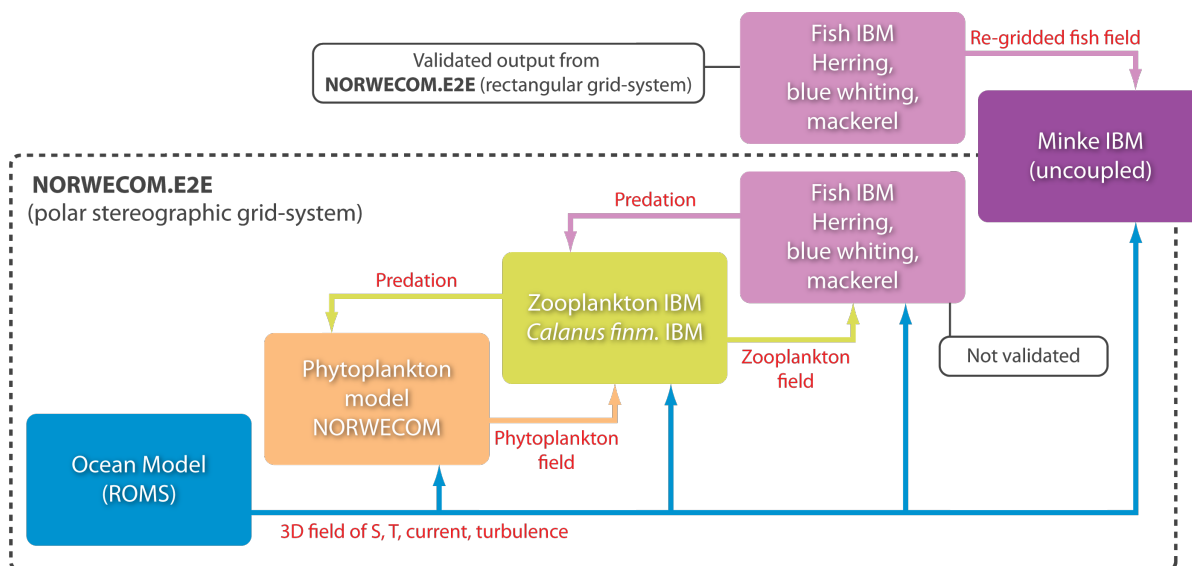 Validated output from
NORWECOM.E2E (rectangular grid-system)
Fish IBM
Herring,
blue whiting,
mackerel
Re-gridded fish field
Minke IBM
(uncoupled)
NORWECOM.E2E
(polar stereographic grid-system)
Predation
Fish IBM
Herring,
blue whiting,
mackerel
Predation
Zooplankton IBM
Calanus finm. IBM
Zooplankton
field
Not validated
Phytoplankton
model
NORWECOM
Phytoplankton
field
Ocean Model
(ROMS)
3D field of S, T, current, turbulence